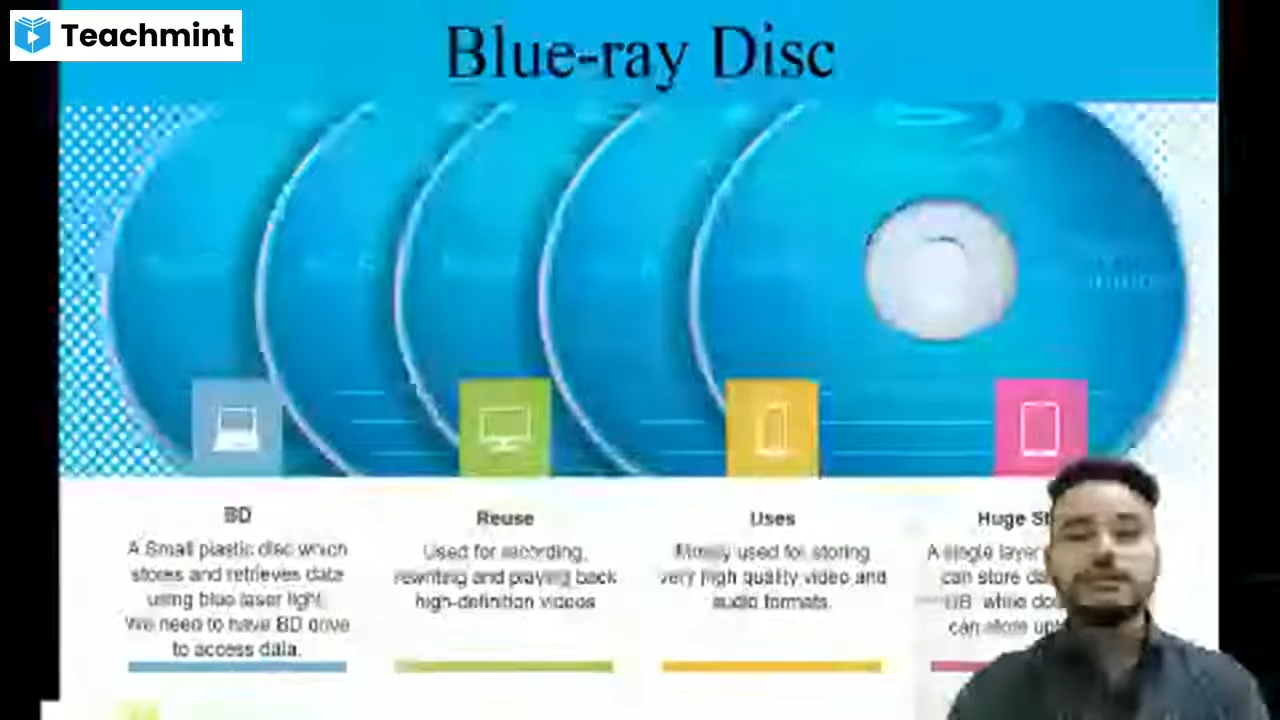 Teachmint
Blue-ray Disc
BD
A Small plastic disc which
stores and retrieves data
using blue laser light.
We need to have BD drive
to access data.
Reuse
Used for recording,
rewriting and playing back
high-definition videos
Uses
Mostly used for storing
very high quality video and
audio formats.
Huge
A single layer
can store
GB while
can store